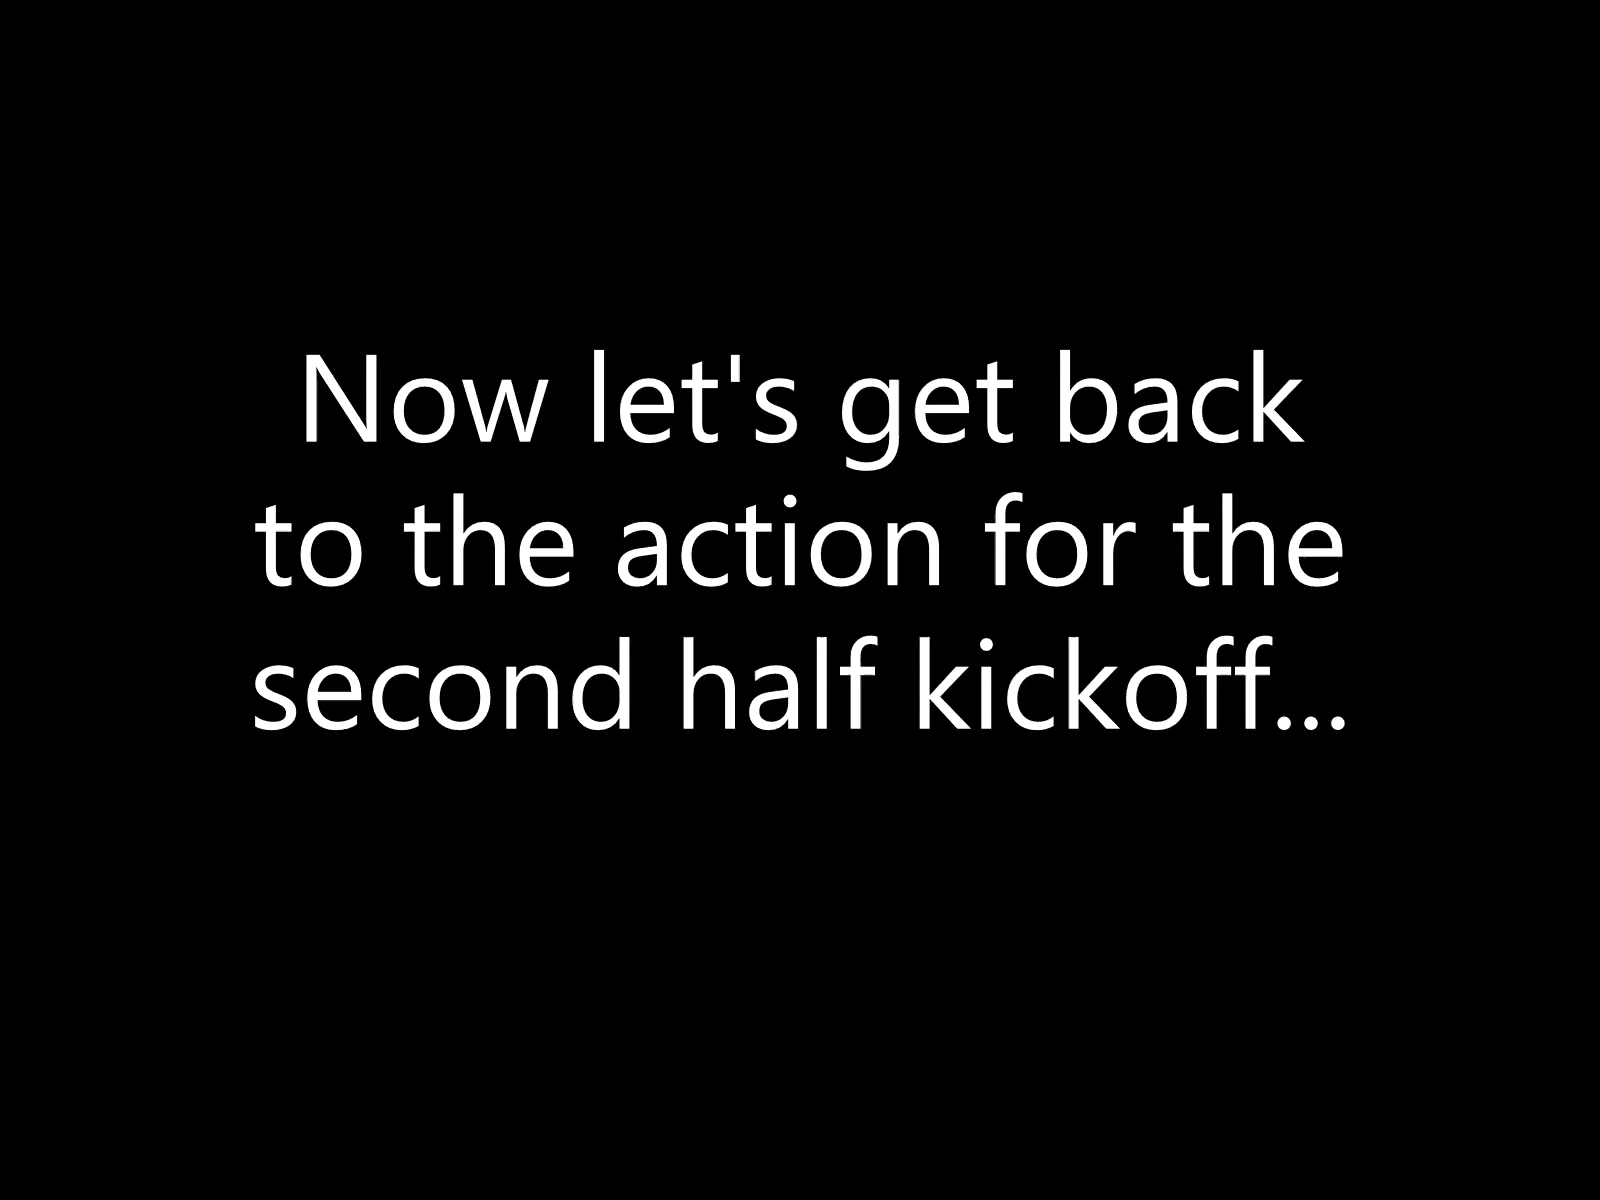 Now let's get back
to the action for the
second half kickoff...